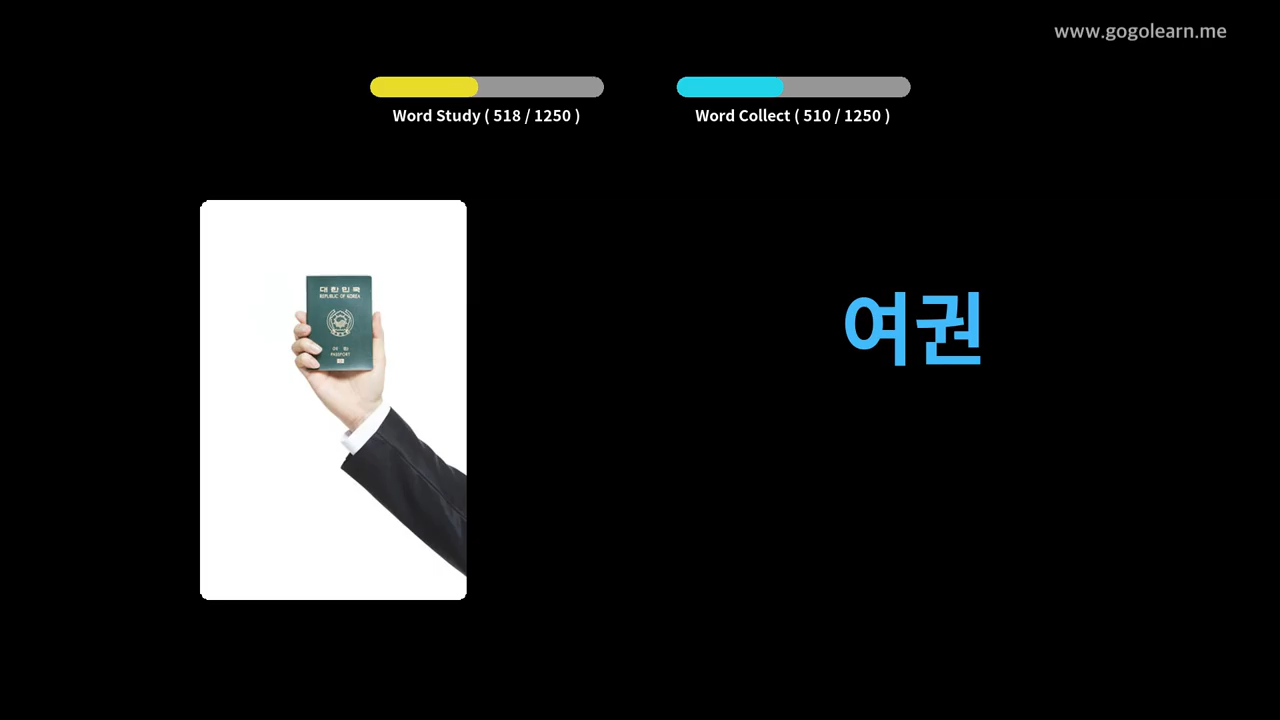 www.gogolearn.me
Word Study ( 518 / 1250 )
Word Collect ( 510 / 1250 )
대한민국
REPUBLIC OF KOREA
여권
PASSPORT
여권